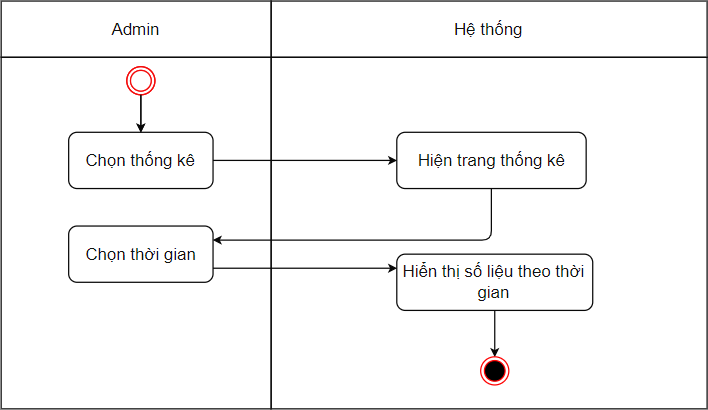 Admin
Hệ thống
Chọn thống kê
Hiện trang thống kê
Chọn thời gian
Hiển thị số liệu theo thời
gian